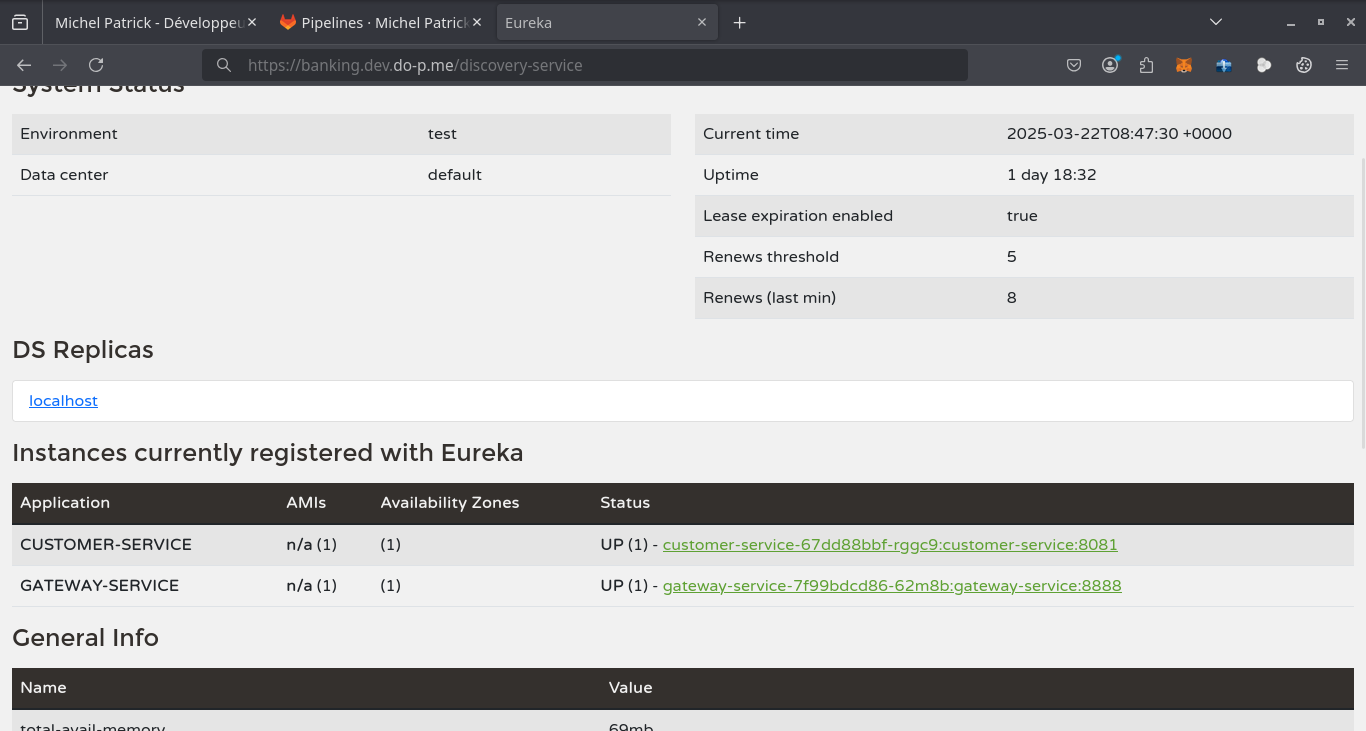 Michel Patrick - Développeu
Pipelines · Michel Patrick
Eureka
https://banking.dev.do-p.me/discovery-service
System Status
Environment test
Data center default
Current time 2025-03-22T08:47:30 +0000
Uptime 1 day 18:32
Lease expiration enabled true
Renews threshold 5
Renews (last min) 8
DS Replicas
localhost
Instances currently registered with Eureka
Application AMIs Availability Zones Status
CUSTOMER-SERVICE n/a (1) (1) UP (1) - customer-service-67dd88bbf-rggc9:customer-service:8081
GATEWAY-SERVICE n/a (1) (1) UP (1) - gateway-service-7f99bdcd86-62m8b:gateway-service:8888
General Info
Name Value
total-avail-memory 69mb